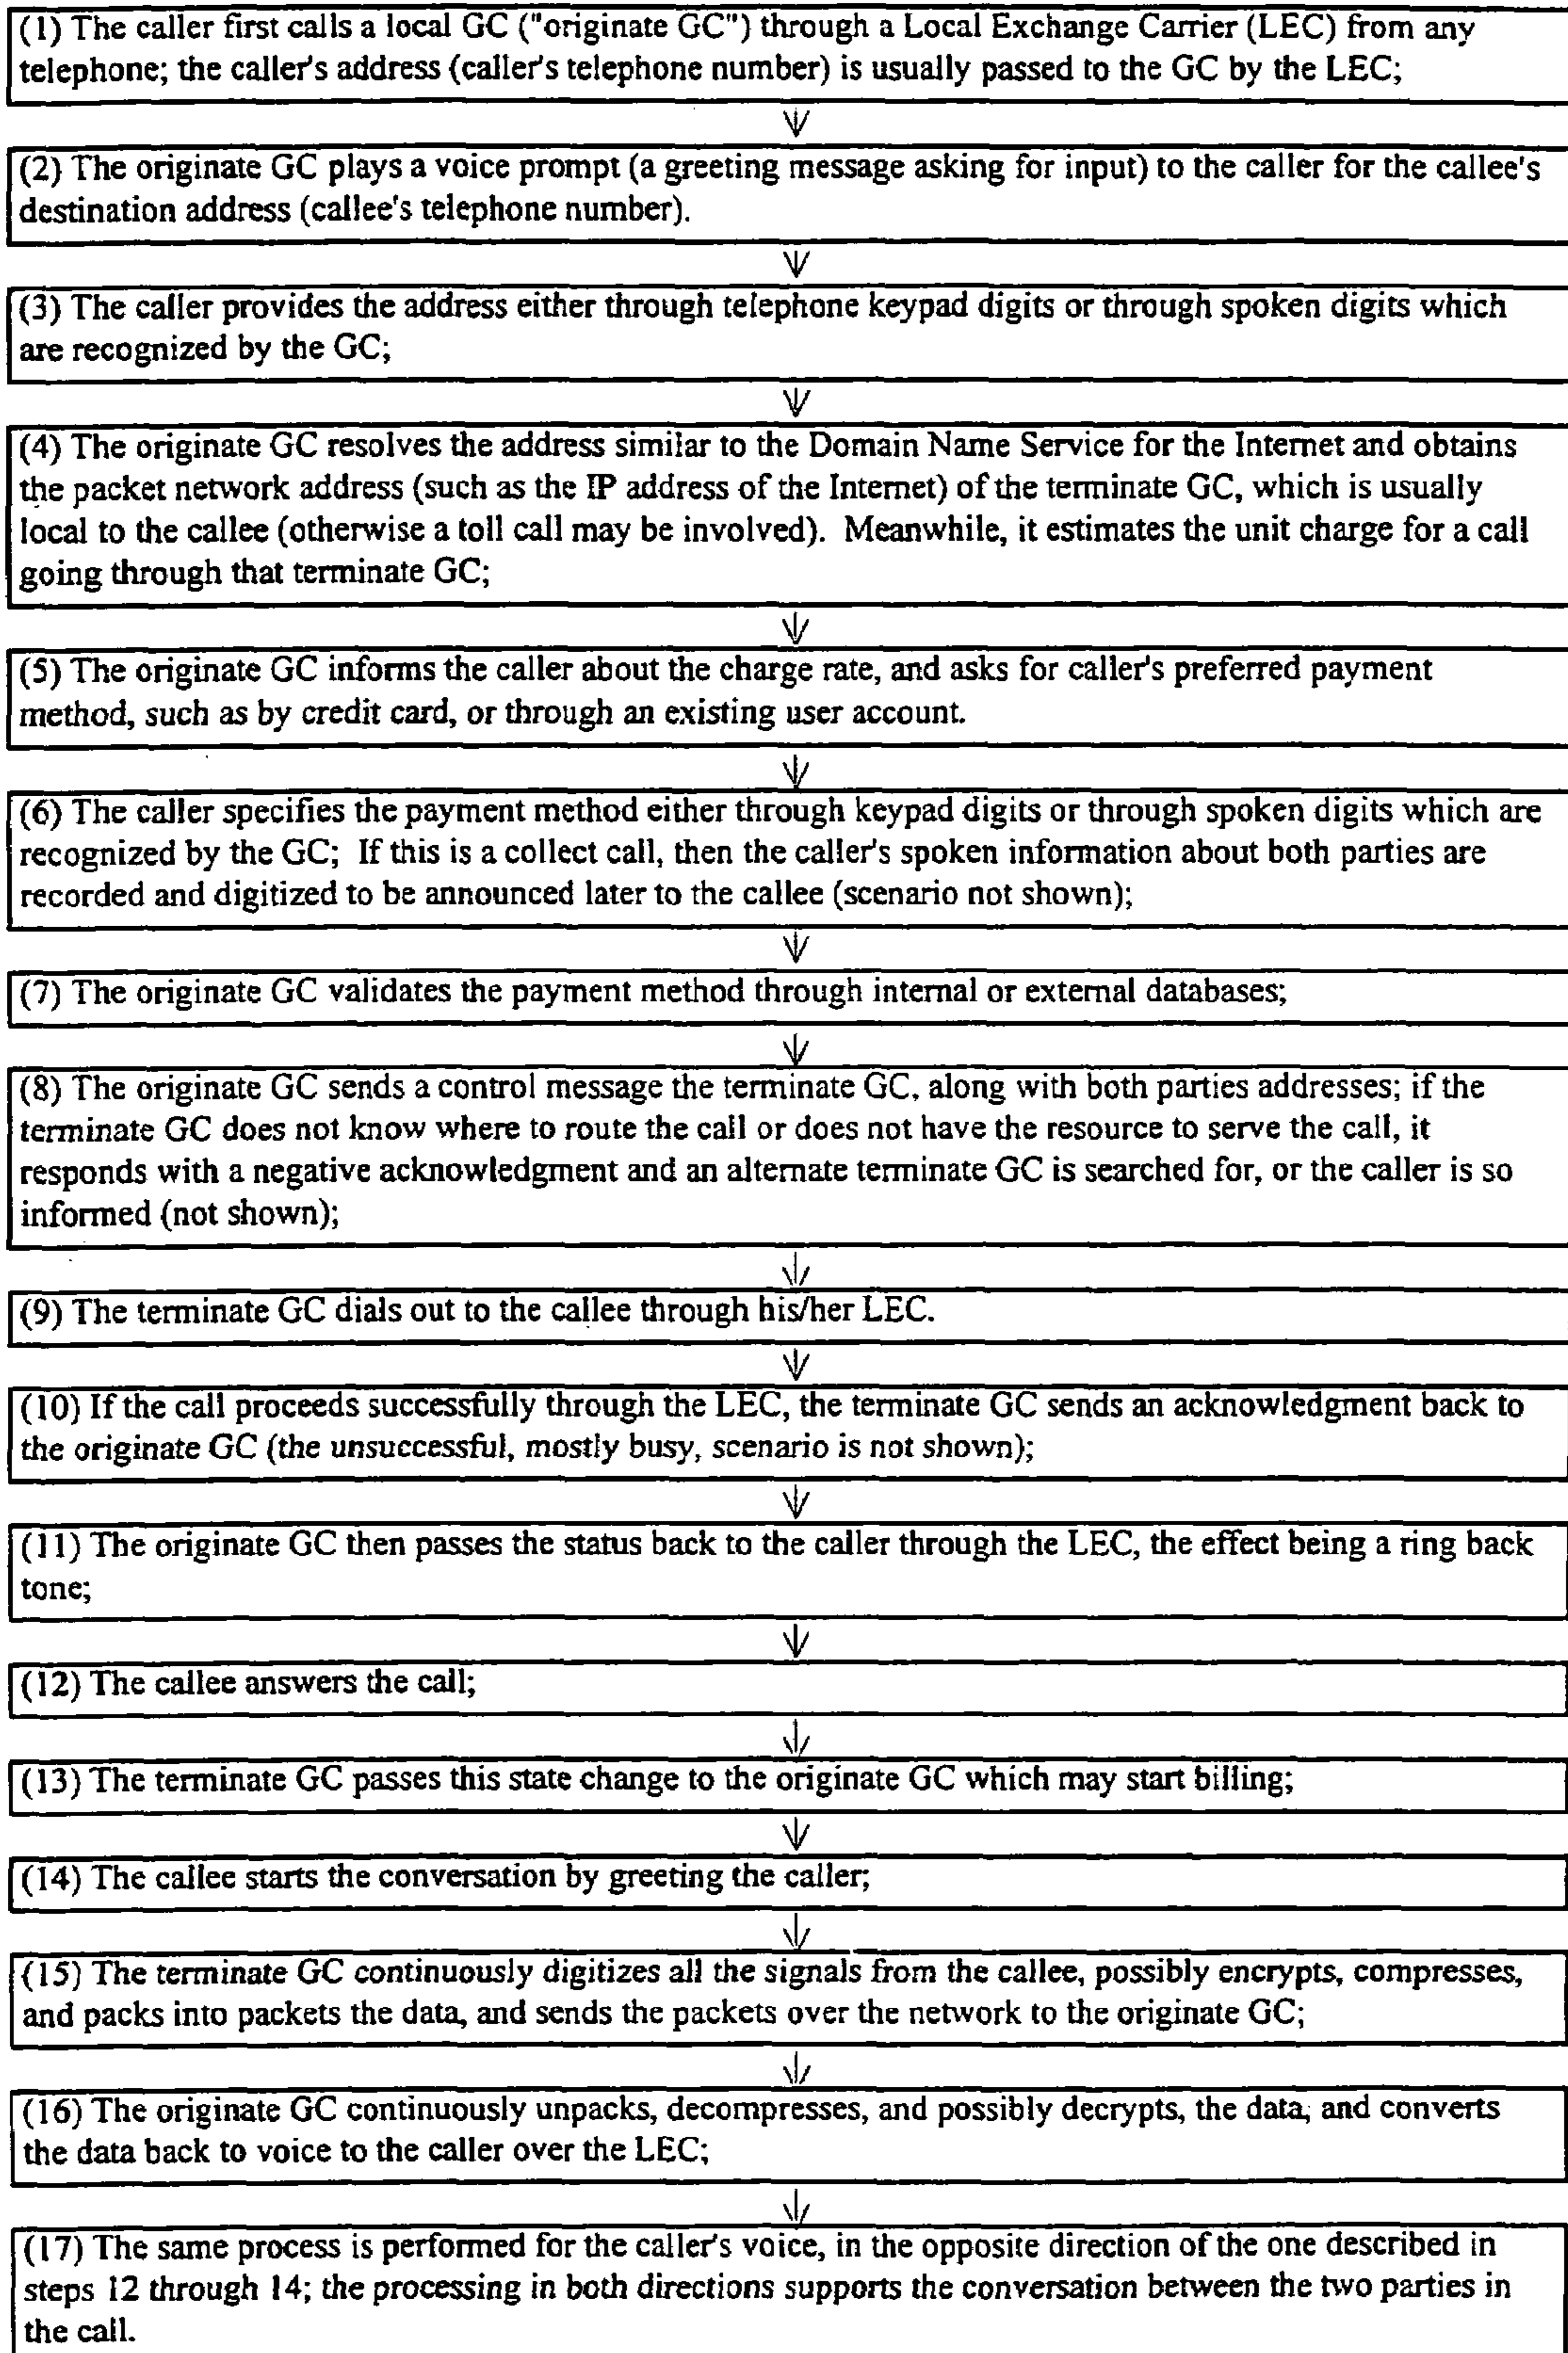 (1) The caller first calls a local GC ("originate GC") through a Local Exchange Carrier (LEC) from any
telephone; the caller's address (caller's telephone number) is usually passed to the GC by the LEC;
(2) The originate GC plays a voice prompt (a greeting message asking for input) to the caller for the callee's
destination address (callee's telephone number).
(3) The caller provides the address either through telephone keypad digits or through spoken digits which
are recognized by the GC;
(4) The originate GC resolves the address similar to the Domain Name Service for the Internet and obtains
the packet network address (such as the IP address of the Internet) of the terminate GC, which is usually
local to the callee (otherwise a toll call may be involved). Meanwhile, it estimates the unit charge for a call
going through that terminate GC;
(5) The originate GC informs the caller about the charge rate, and asks for caller's preferred payment
method, such as by credit card, or through an existing user account.
(6) The caller specifies the payment method either through keypad digits or through spoken digits which are
recognized by the GC; If this is a collect call, then the caller's spoken information about both parties are
recorded and digitized to be announced later to the callee (scenario not shown);
(7) The originate GC validates the payment method through internal or external databases;
(8) The originate GC sends a control message the terminate GC, along with both parties addresses; if the
terminate GC does not know where to route the call or does not have the resource to serve the call, it
responds with a negative acknowledgment and an alternate terminate GC is searched for, or the caller is so
informed (not shown);
(9) The terminate GC dials out to the callee through his/her LEC.
(10) If the call proceeds successfully through the LEC, the terminate GC sends an acknowledgment back to
the originate GC (the unsuccessful, mostly busy, scenario is not shown);
(11) The originate GC then passes the status back to the caller through the LEC, the effect being a ring back
tone;
(12) The callee answers the call;
(13) The terminate GC passes this state change to the originate GC which may start billing;
(14) The callee starts the conversation by greeting the caller;
(15) The terminate GC continuously digitizes all the signals from the callee, possibly encrypts, compresses,
and packs into packets the data, and sends the packets over the network to the originate GC;
(16) The originate GC continuously unpacks, decompresses, and possibly decrypts, the data, and converts
the data back to voice to the caller over the LEC;
(17) The same process is performed for the caller's voice, in the opposite direction of the one described in
steps 12 through 14; the processing in both directions supports the conversation between the two parties in
the call.